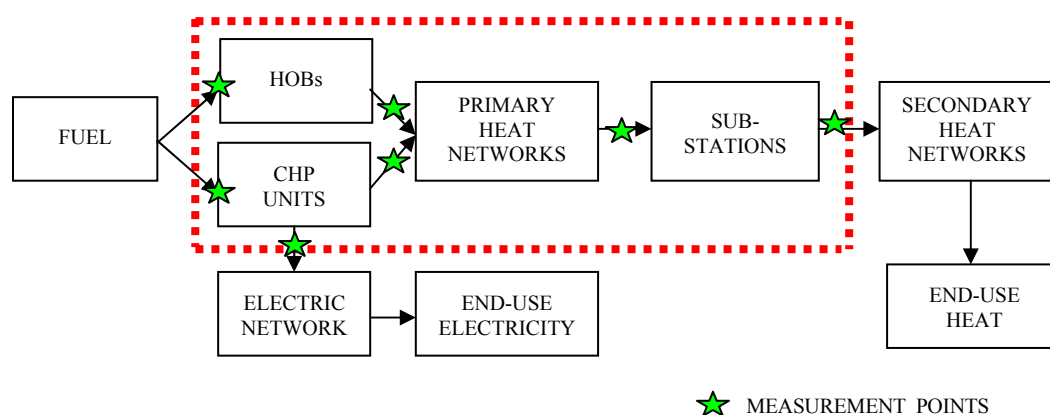 HOBs
FUEL
CHP
UNITS
PRIMARY
HEAT
NETWORKS
SUB-
STATIONS
SECONDARY
HEAT
NETWORKS
ELECTRIC
NETWORK
END-USE
ELECTRICITY
END-USE
HEAT
MEASUREMENT POINTS